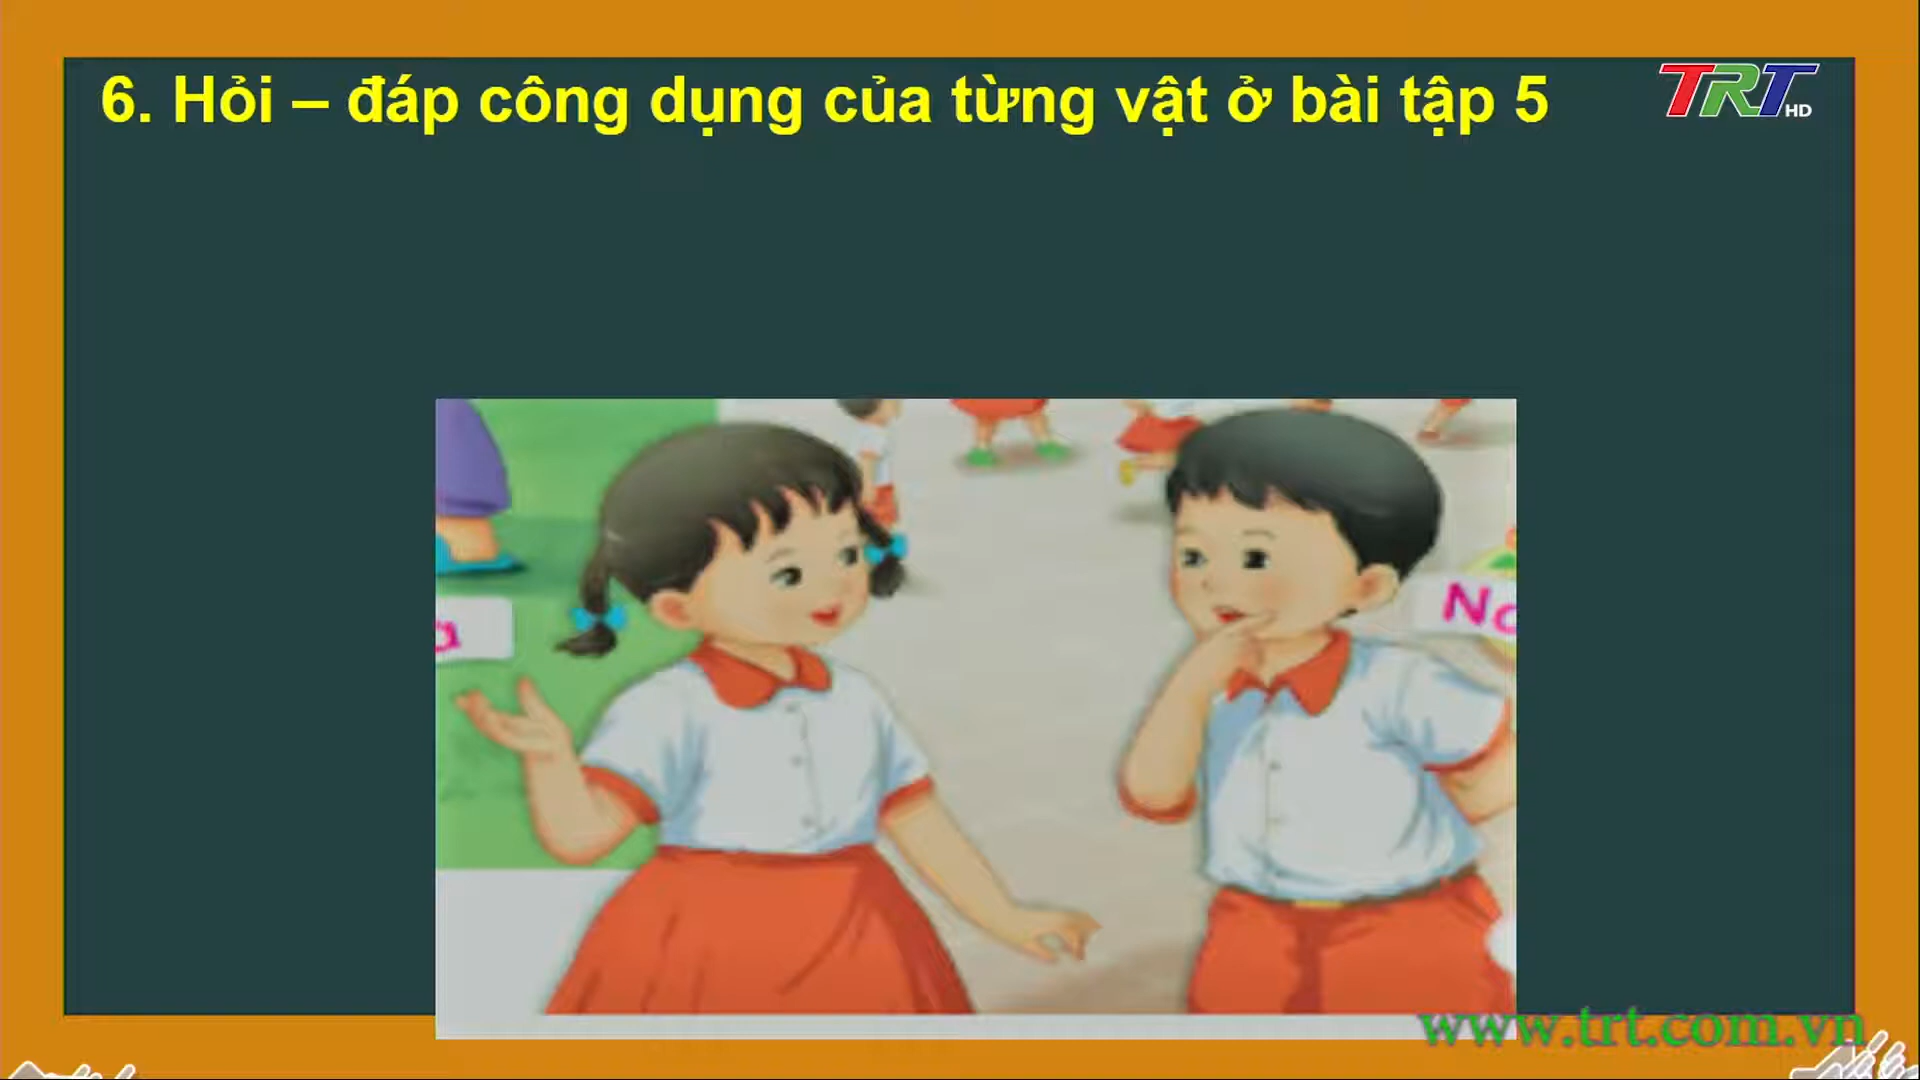 6. Hỏi – đáp công dụng của từng vật ở bài tập 5
TRT HD
www.trt.com.vn